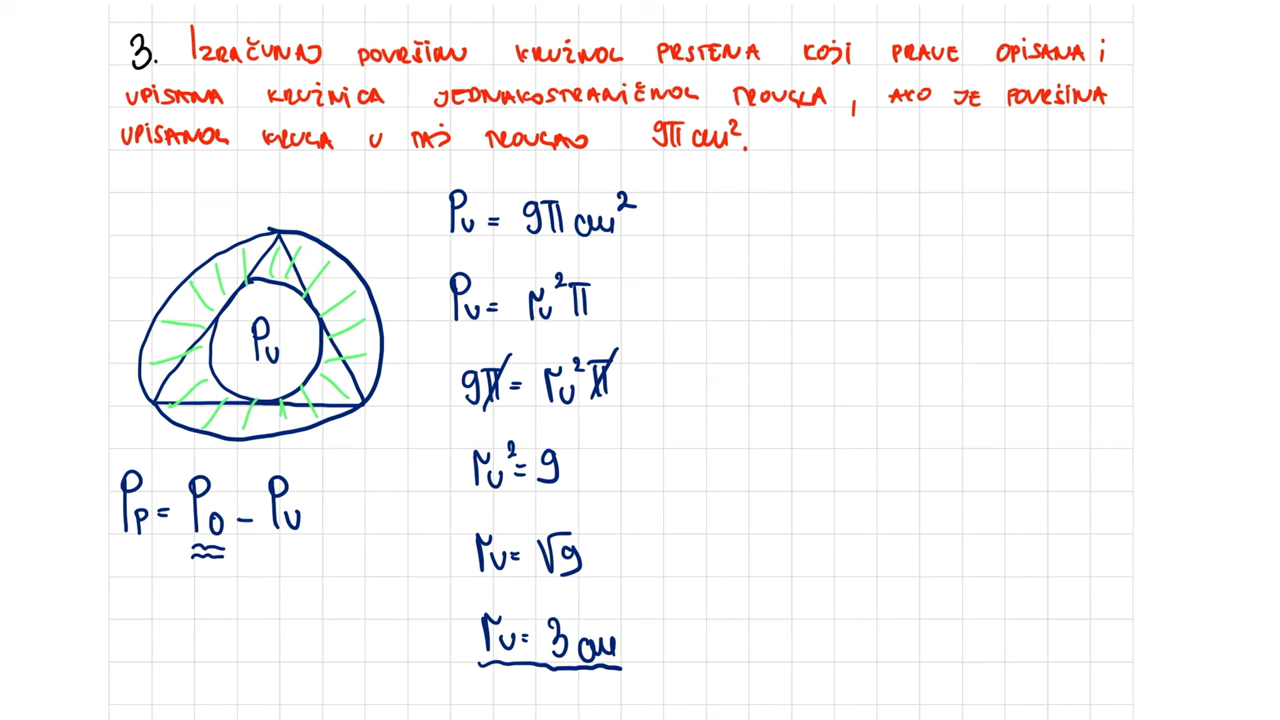 3. IZRAČUNAJ POVRŠINU KRUŽNOG PRSTENA KOJI PRAVE OPISANA I
UPISANA KRUŽNICA JEDNAKOSTRANIČNOG TROUGLA, AKO JE POVRŠINA
UPISANOG KRUGA U TAJ TROUGAO 9π cm².
Pᵤ = 9π cm²
Pᵤ = rᵤ²π
9π = rᵤ²π
rᵤ² = 9
rᵤ = √9
rᵤ = 3 cm
Pᵤ
Pₚ = P₀ - Pᵤ